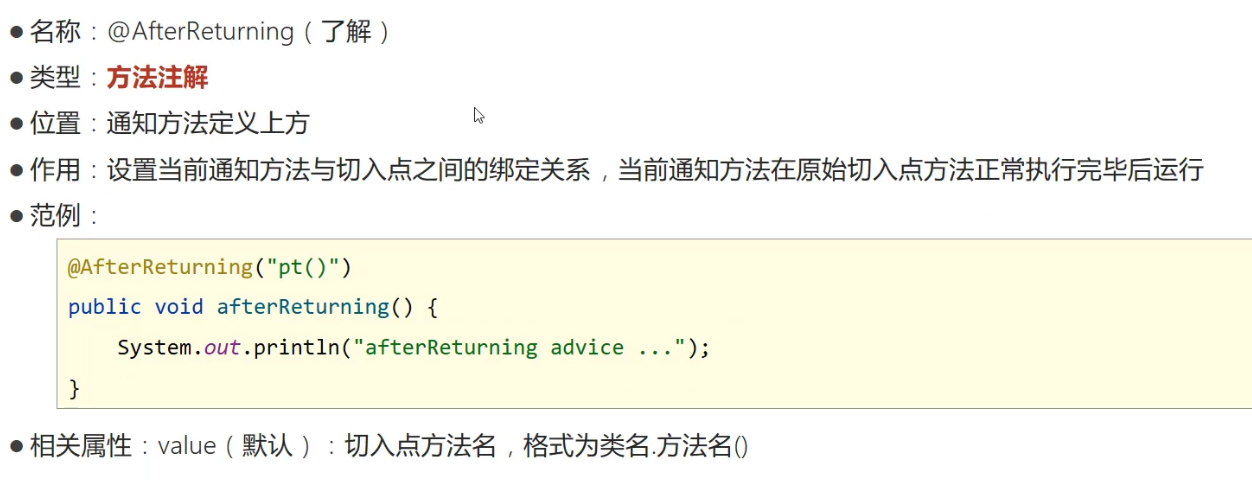 ● 名称：@AfterReturning（了解）
● 类型：方法注解
● 位置：通知方法定义上方
● 作用：设置当前通知方法与切入点之间的绑定关系，当前通知方法在原始切入点方法正常执行完毕后运行
● 范例：
@AfterReturning("pt()")
public void afterReturning() {
    System.out.println("afterReturning advice ...");
}
● 相关属性：value（默认）：切入点方法名，格式为类名.方法名()